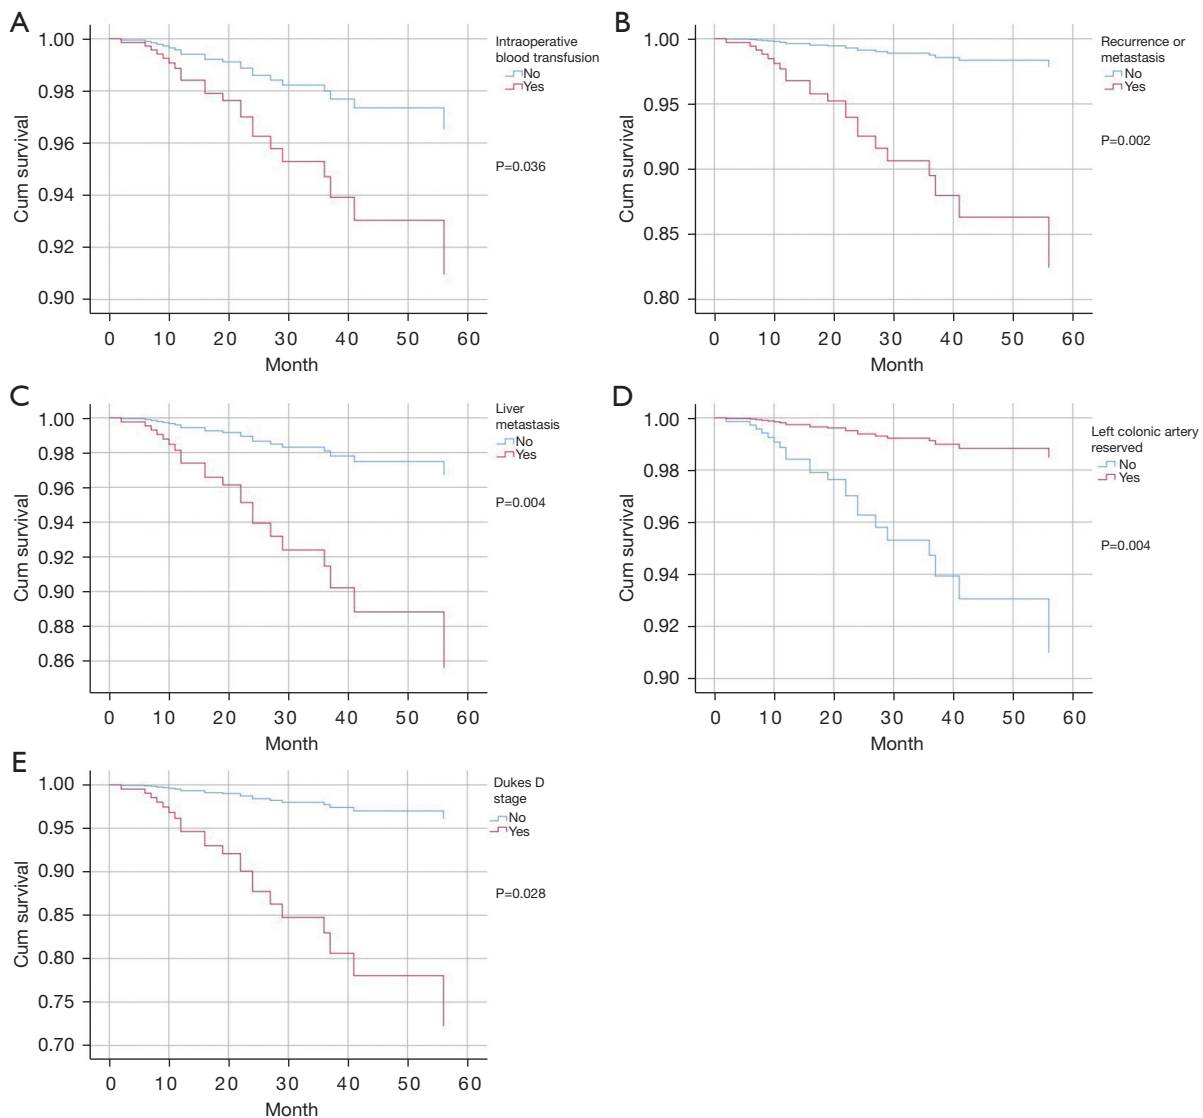 A
1.00
0.98
0.96
0.94
0.92
0.90
Cum survival
0 10 20 30 40 50 60
Month
Intraoperative
blood transfusion
No
Yes
P=0.036
B
1.00
0.95
0.90
0.85
0.80
Cum survival
0 10 20 30 40 50 60
Month
Recurrence or
metastasis
No
Yes
P=0.002
C
1.00
0.98
0.96
0.94
0.92
0.90
0.88
0.86
Cum survival
0 10 20 30 40 50 60
Month
Liver
metastasis
No
Yes
P=0.004
D
1.00
0.98
0.96
0.94
0.92
0.90
Cum survival
0 10 20 30 40 50 60
Month
Left colonic artery
reserved
No
Yes
P=0.004
E
1.00
0.95
0.90
0.85
0.80
0.75
0.70
Cum survival
0 10 20 30 40 50 60
Month
Dukes D
stage
No
Yes
P=0.028